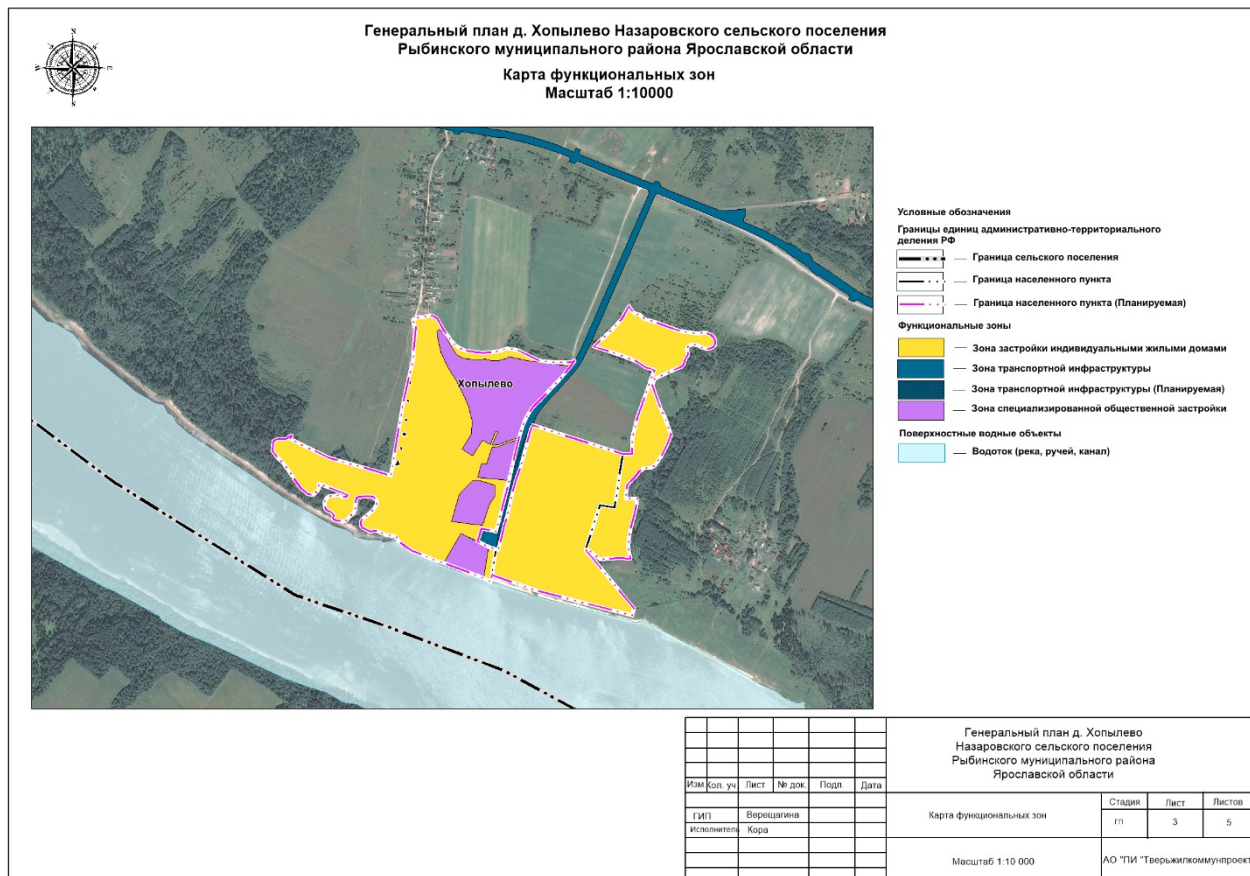 Генеральный план д. Хопылево Назаровского сельского поселения
Рыбинского муниципального района Ярославской области
Карта функциональных зон
Масштаб 1:10000
N
W
E
S
Хопылево
Условные обозначения
Границы единиц административно-территориального
деления РФ
Граница сельского поселения
Граница населенного пункта
Граница населенного пункта (Планируемая)
Функциональные зоны
Зона застройки индивидуальными жилыми домами
Зона транспортной инфраструктуры
Зона транспортной инфраструктуры (Планируемая)
Зона специализированной общественной застройки
Поверхностные водные объекты
Водоток (река, ручей, канал)
Генеральный план д. Хопылево
Назаровского сельского поселения
Рыбинского муниципального района
Ярославской области
Изм. Кол. уч. Лист № док. Подп. Дата
Карта функциональных зон
Стадия Лист Листов
ГИП Верещагина
гп 3 5
Исполнитель Кора
Масштаб 1:10 000
АО "ПИ "Тверьжилкоммунпроект